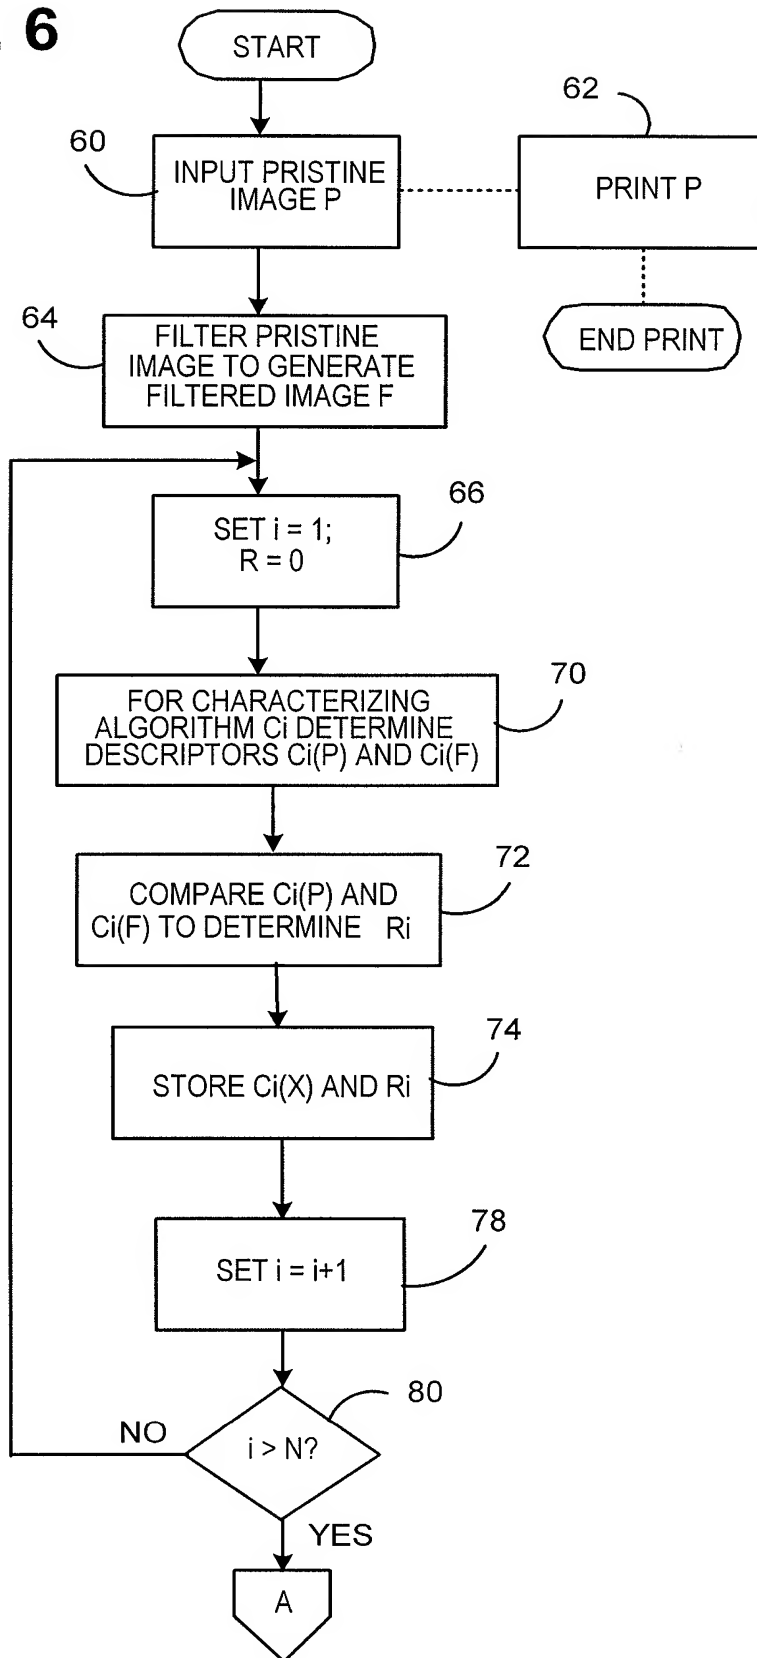 . 6
START
60
62
INPUT PRISTINE
IMAGE P
PRINT P
64
FILTER PRISTINE
IMAGE TO GENERATE
FILTERED IMAGE F
END PRINT
66
SET i = 1;
R = 0
70
FOR CHARACTERIZING
ALGORITHM Ci DETERMINE
DESCRIPTORS Ci(P) AND Ci(F)
72
COMPARE Ci(P) AND
Ci(F) TO DETERMINE Ri
74
STORE Ci(X) AND Ri
78
SET i = i+1
80
NO
i > N?
YES
A